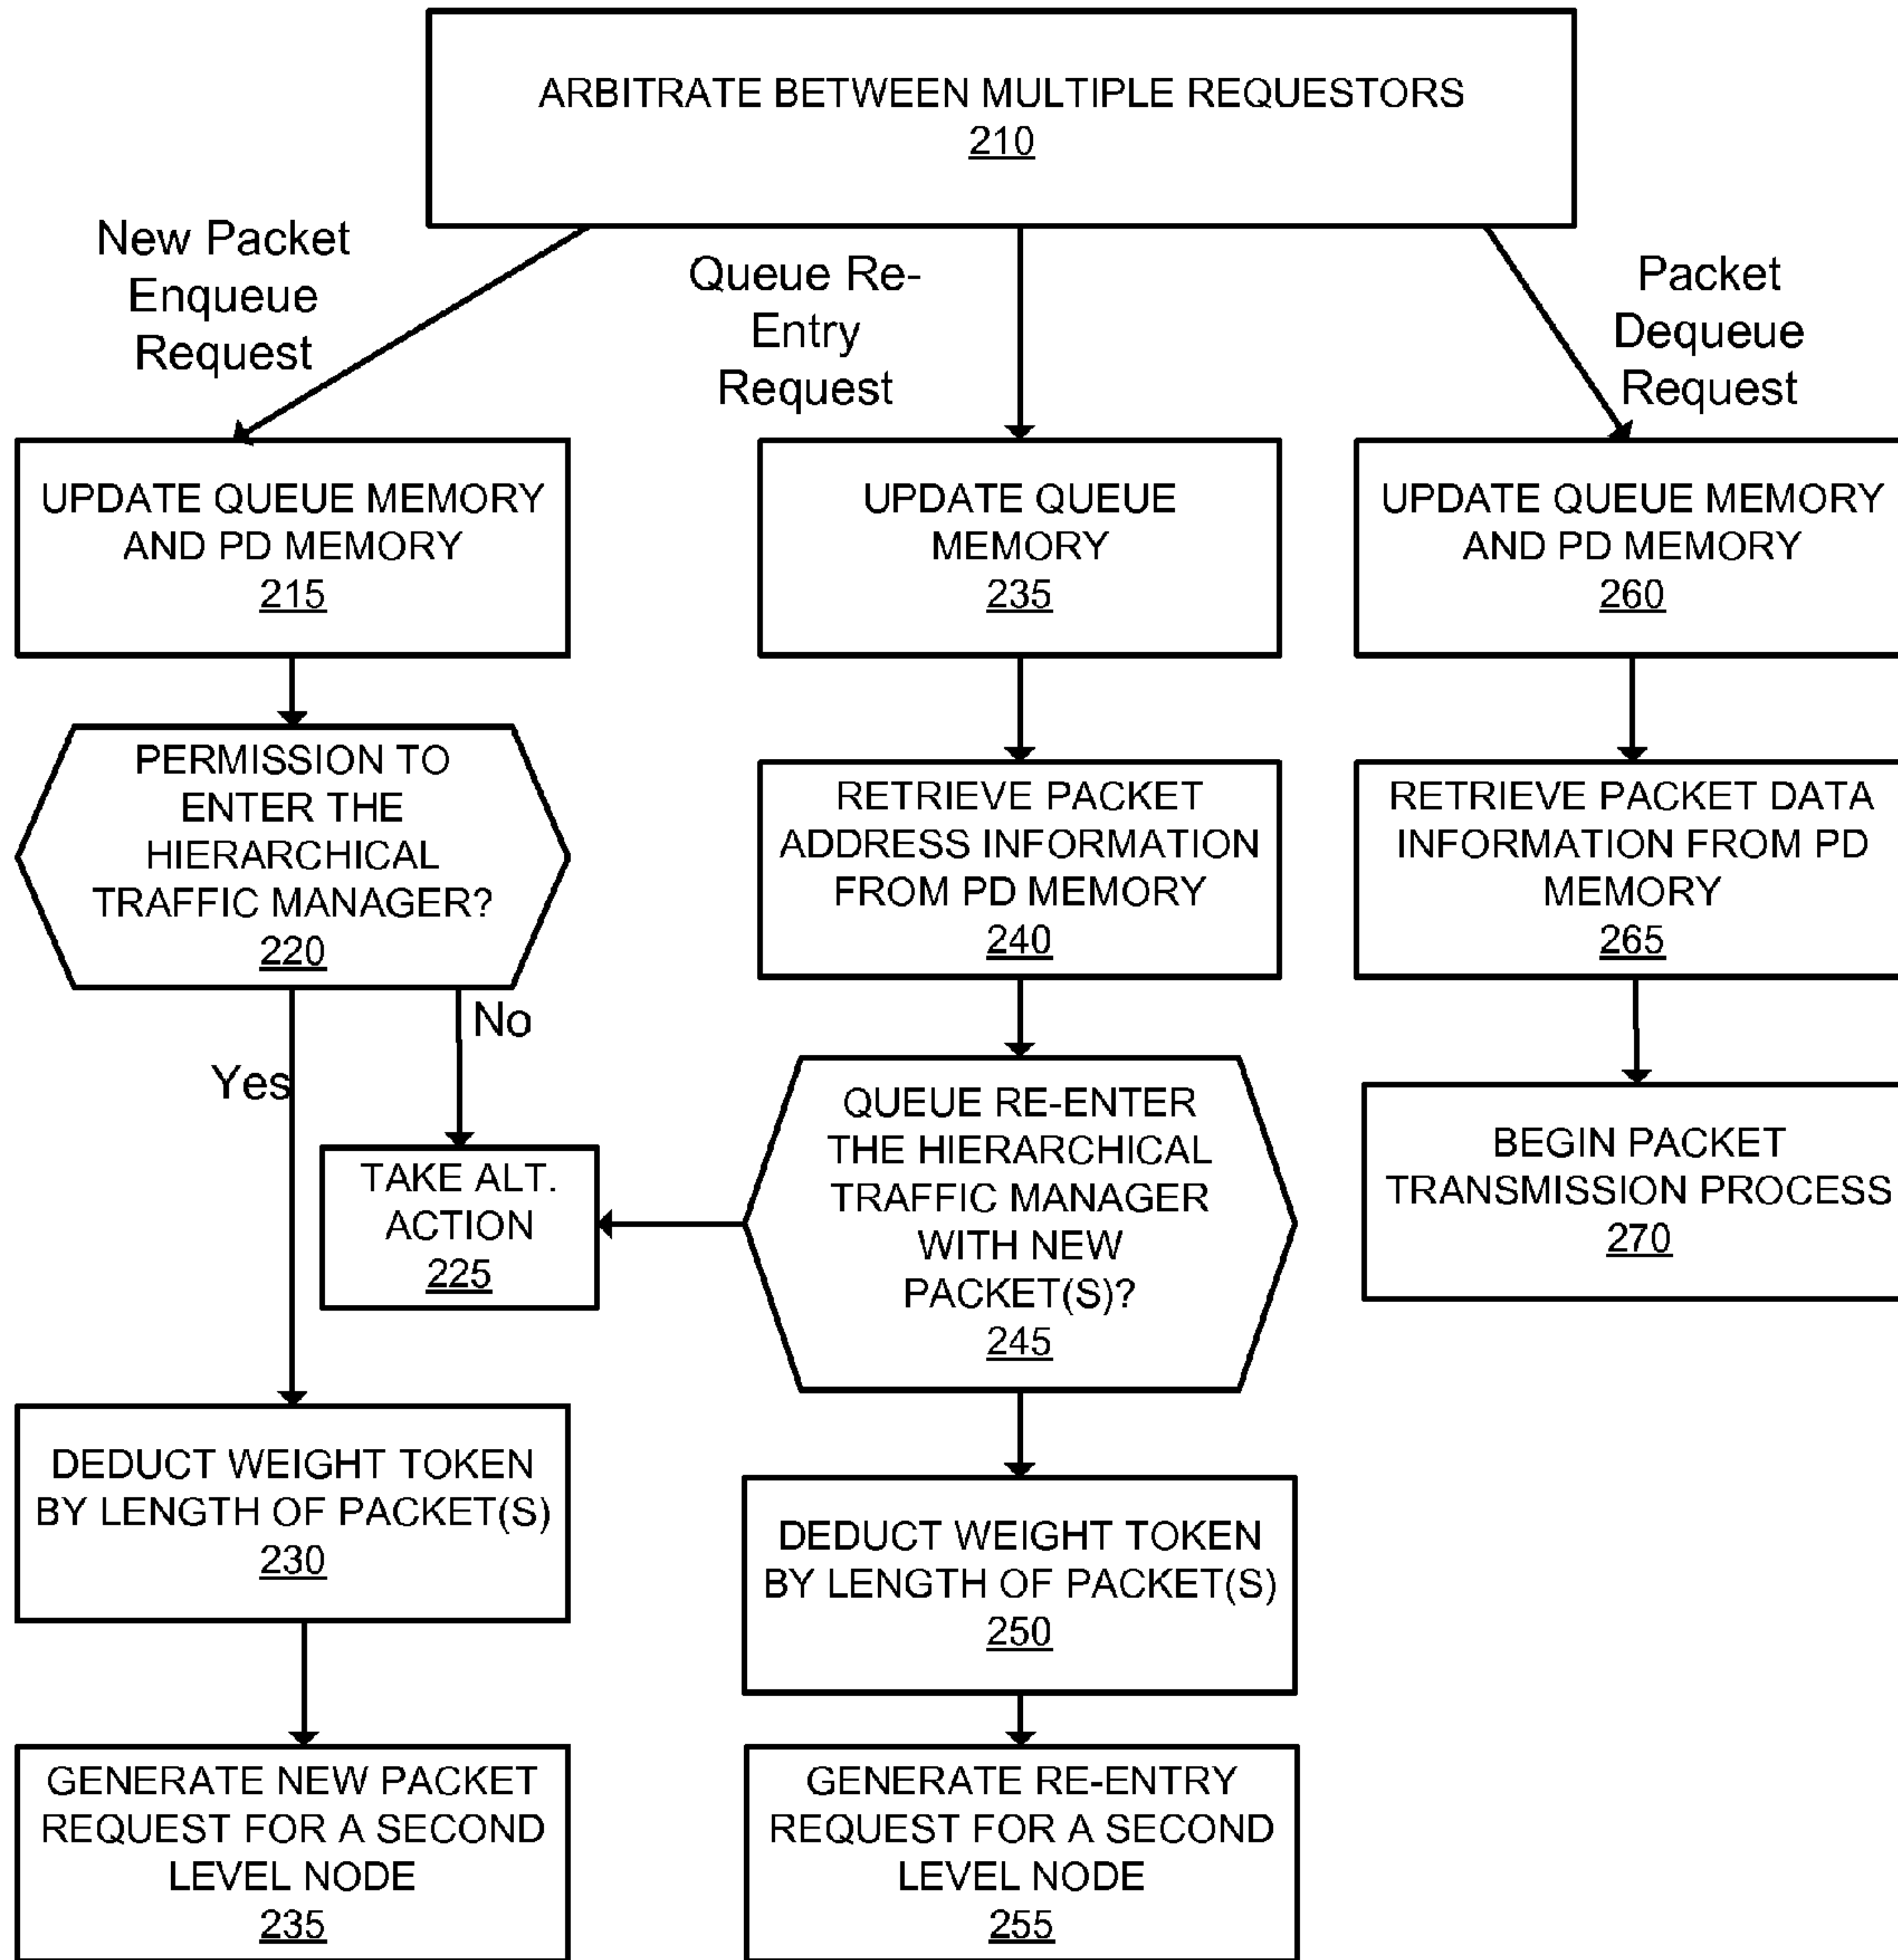 ARBITRATE BETWEEN MULTIPLE REQUESTORS
210
New Packet
Enqueue
Request
Queue Re-
Entry
Request
Packet
Dequeue
Request
UPDATE QUEUE MEMORY
AND PD MEMORY
215
UPDATE QUEUE
MEMORY
235
UPDATE QUEUE MEMORY
AND PD MEMORY
260
PERMISSION TO
ENTER THE
HIERARCHICAL
TRAFFIC MANAGER?
220
RETRIEVE PACKET
ADDRESS INFORMATION
FROM PD MEMORY
240
RETRIEVE PACKET DATA
INFORMATION FROM PD
MEMORY
265
No
Yes
TAKE ALT.
ACTION
225
QUEUE RE-ENTER
THE HIERARCHICAL
TRAFFIC MANAGER
WITH NEW
PACKET(S)?
245
BEGIN PACKET
TRANSMISSION PROCESS
270
DEDUCT WEIGHT TOKEN
BY LENGTH OF PACKET(S)
230
DEDUCT WEIGHT TOKEN
BY LENGTH OF PACKET(S)
250
GENERATE NEW PACKET
REQUEST FOR A SECOND
LEVEL NODE
235
GENERATE RE-ENTRY
REQUEST FOR A SECOND
LEVEL NODE
255